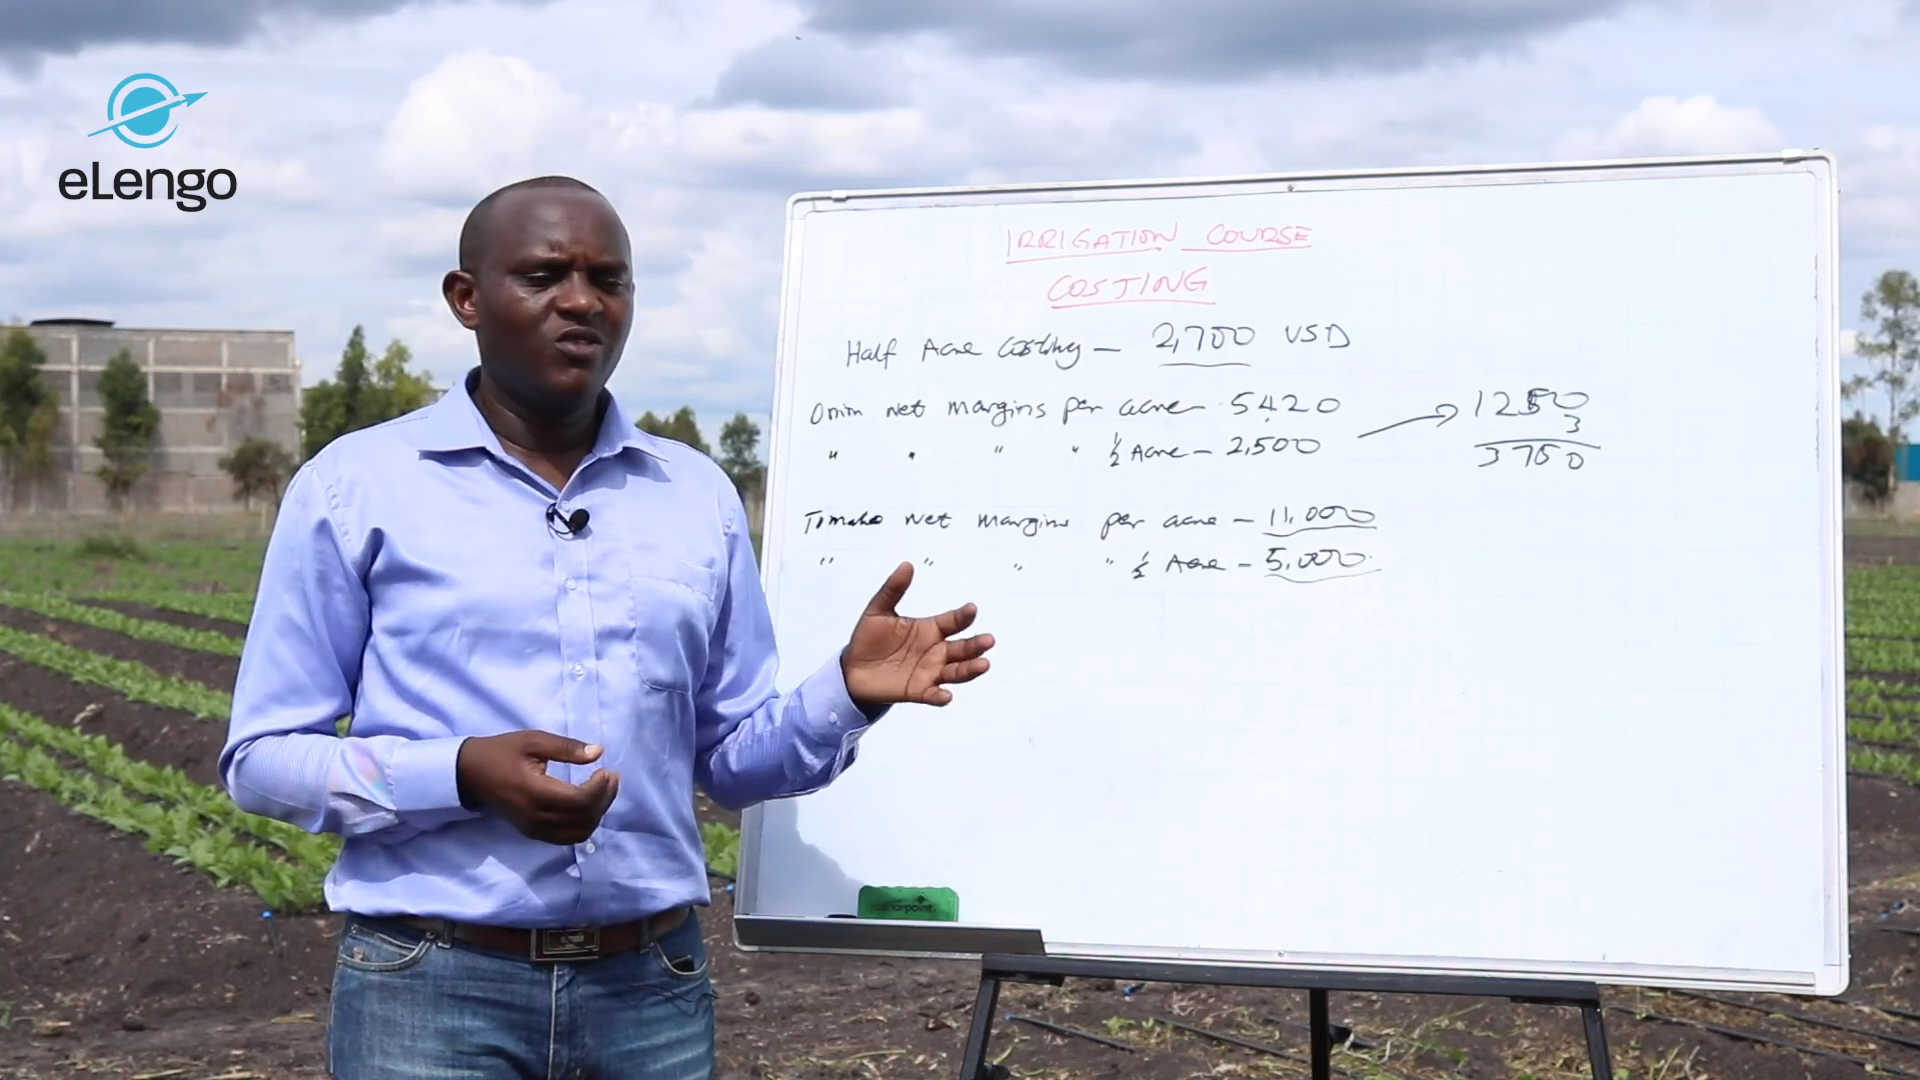 eLengo
IRRIGATION COURSE
COSTING
Half Acre Costing - 2,700 USD
Onion net margins per acre - 5420
" " " " 1/2 Acre - 2,500
1250
3
3750
Tomato net margins per acre - 11,000
" " " " 1/2 Acre - 5,000